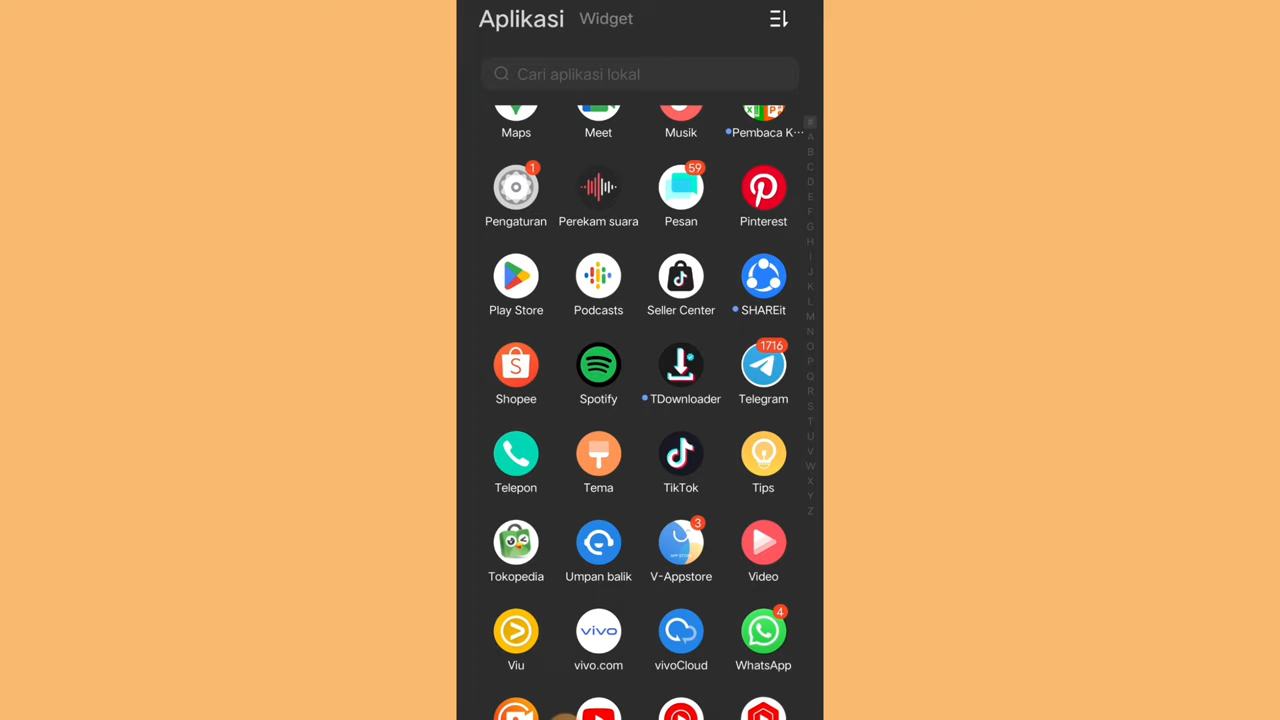 Aplikasi Widget
Cari aplikasi lokal
Maps Meet Musik Pembaca K...
1 59
Pengaturan Perekam suara Pesan Pinterest
Play Store Podcasts Seller Center SHAREit
1716
Shopee Spotify TDownloader Telegram
Telepon Tema TikTok Tips
3
APP STORE
Tokopedia Umpan balik V-Appstore Video
4
vivo
Viu vivo.com vivoCloud WhatsApp
#
A
B
C
D
E
F
G
H
I
J
K
L
M
N
O
P
Q
R
S
T
U
V
W
X
Y
Z